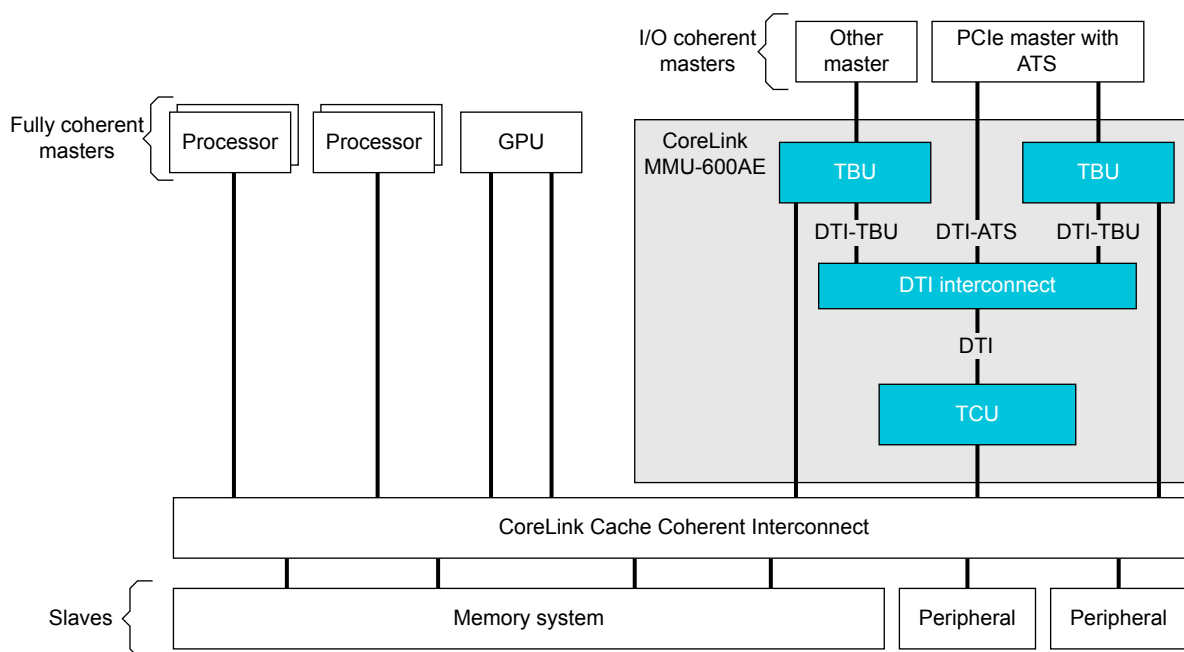 I/O coherent
masters
Other
master
PCIe master with
ATS
Fully coherent
masters
Processor
Processor
GPU
CoreLink
MMU-600AE
TBU
TBU
DTI-TBU
DTI-ATS
DTI-TBU
DTI interconnect
DTI
TCU
CoreLink Cache Coherent Interconnect
Slaves
Memory system
Peripheral
Peripheral